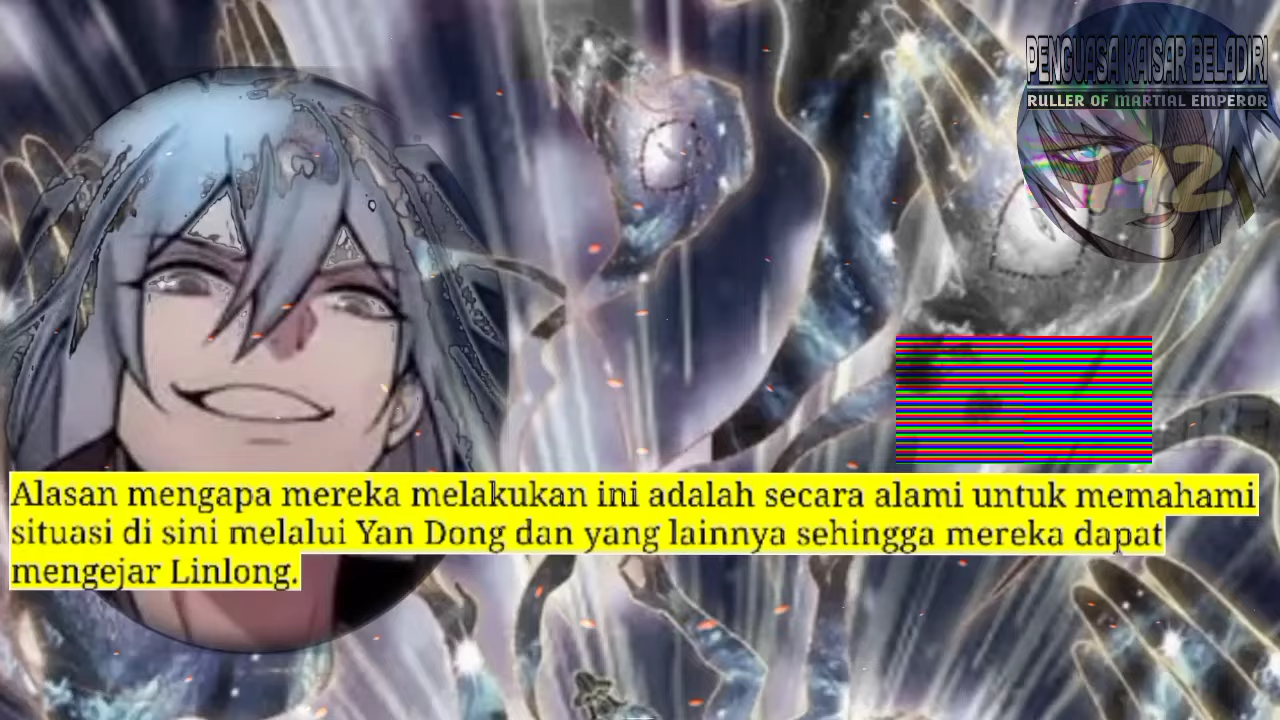 PENGUASA KAISAR BELADIRI
RULLER OF MARTIAL EMPEROR
792
Alasan mengapa mereka melakukan ini adalah secara alami untuk memahami
situasi di sini melalui Yan Dong dan yang lainnya sehingga mereka dapat
mengejar Linlong.